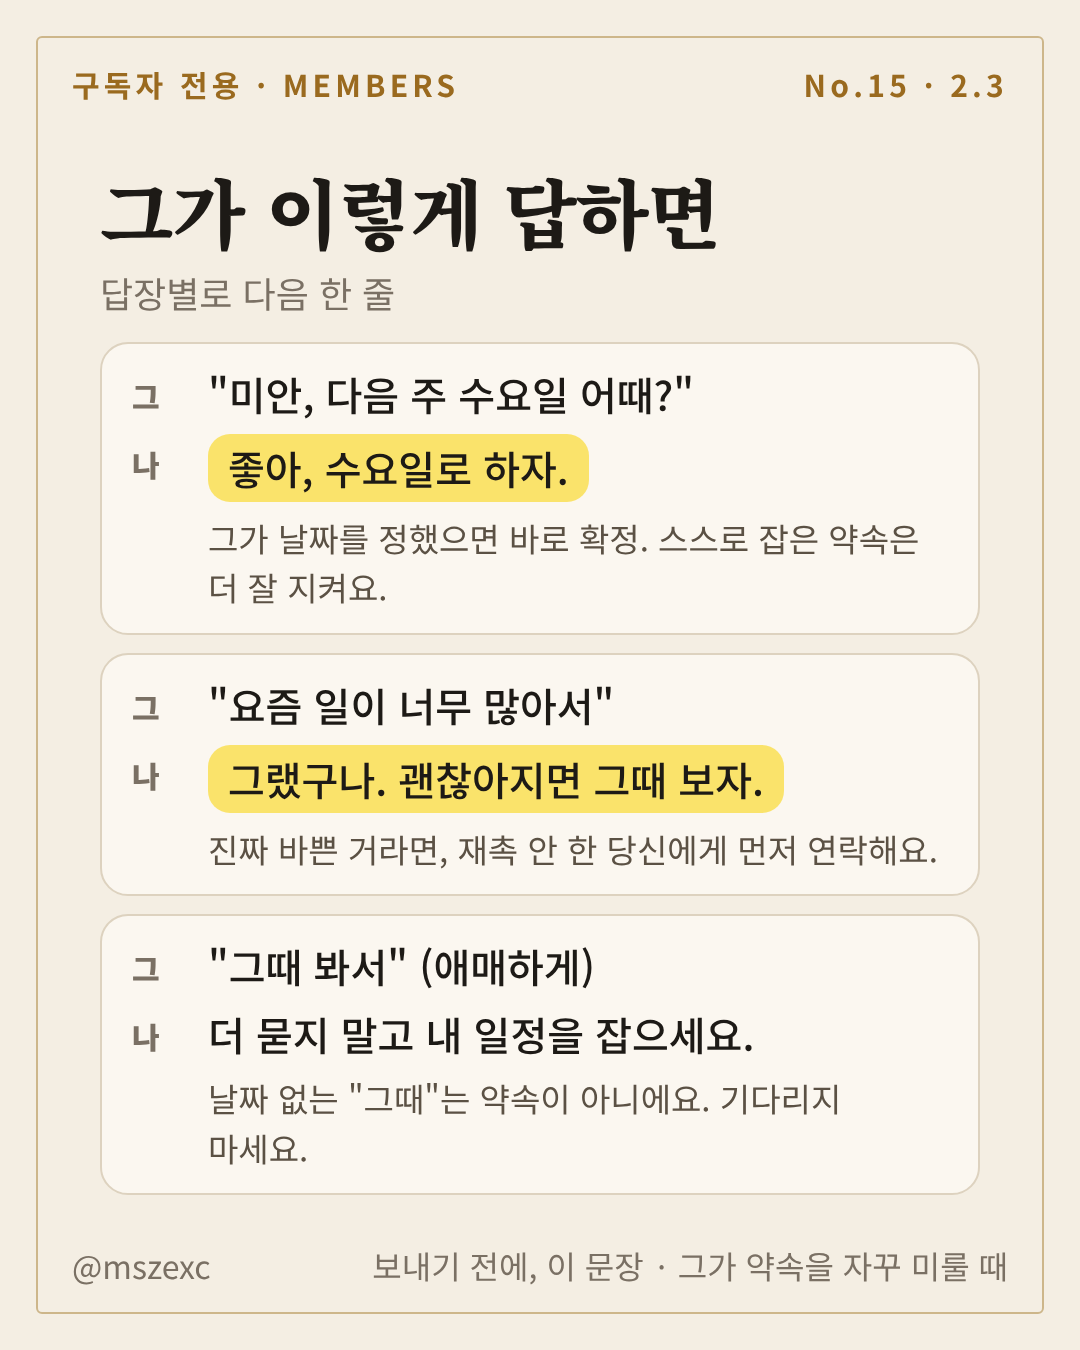 구독자 전용 · MEMBERS
No.15 · 2.3
그가 이렇게 답하면
답장별로 다음 한 줄
그 "미안, 다음 주 수요일 어때?"
나 좋아, 수요일로 하자.
그가 날짜를 정했으면 바로 확정. 스스로 잡은 약속은
더 잘 지켜요.
그 "요즘 일이 너무 많아서"
나 그랬구나. 괜찮아지면 그때 보자.
진짜 바쁜 거라면, 재촉 안 한 당신에게 먼저 연락해요.
그 "그때 봐서" (애매하게)
나 더 묻지 말고 내 일정을 잡으세요.
날짜 없는 "그때"는 약속이 아니에요. 기다리지
마세요.
@mszexc
보내기 전에, 이 문장 · 그가 약속을 자꾸 미룰 때